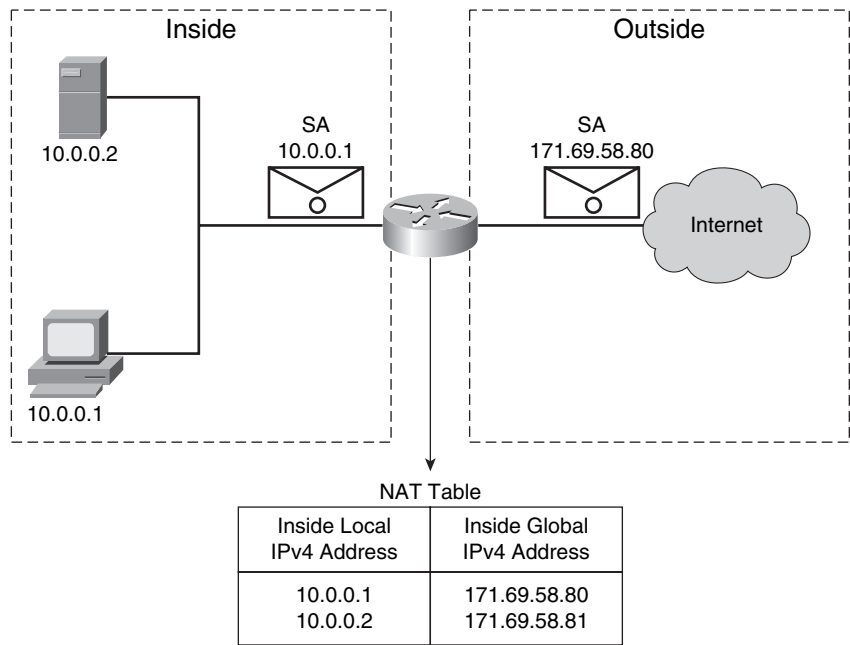 Inside
Outside
10.0.0.2
SA
10.0.0.1
SA
171.69.58.80
Internet
10.0.0.1
NAT Table
Inside Local
IPv4 Address
Inside Global
IPv4 Address
10.0.0.1
171.69.58.80
10.0.0.2
171.69.58.81